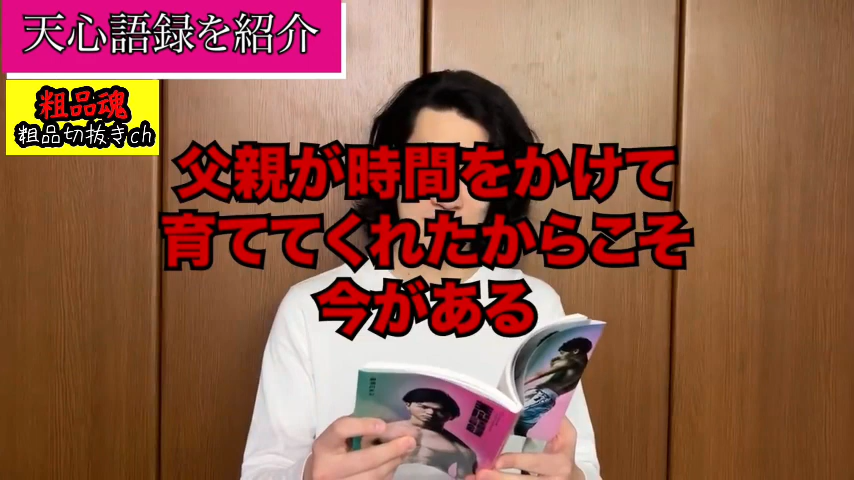 天心語録を紹介
粗品魂
粗品切抜きch
父親が時間をかけて
育ててくれたからこそ
今がある